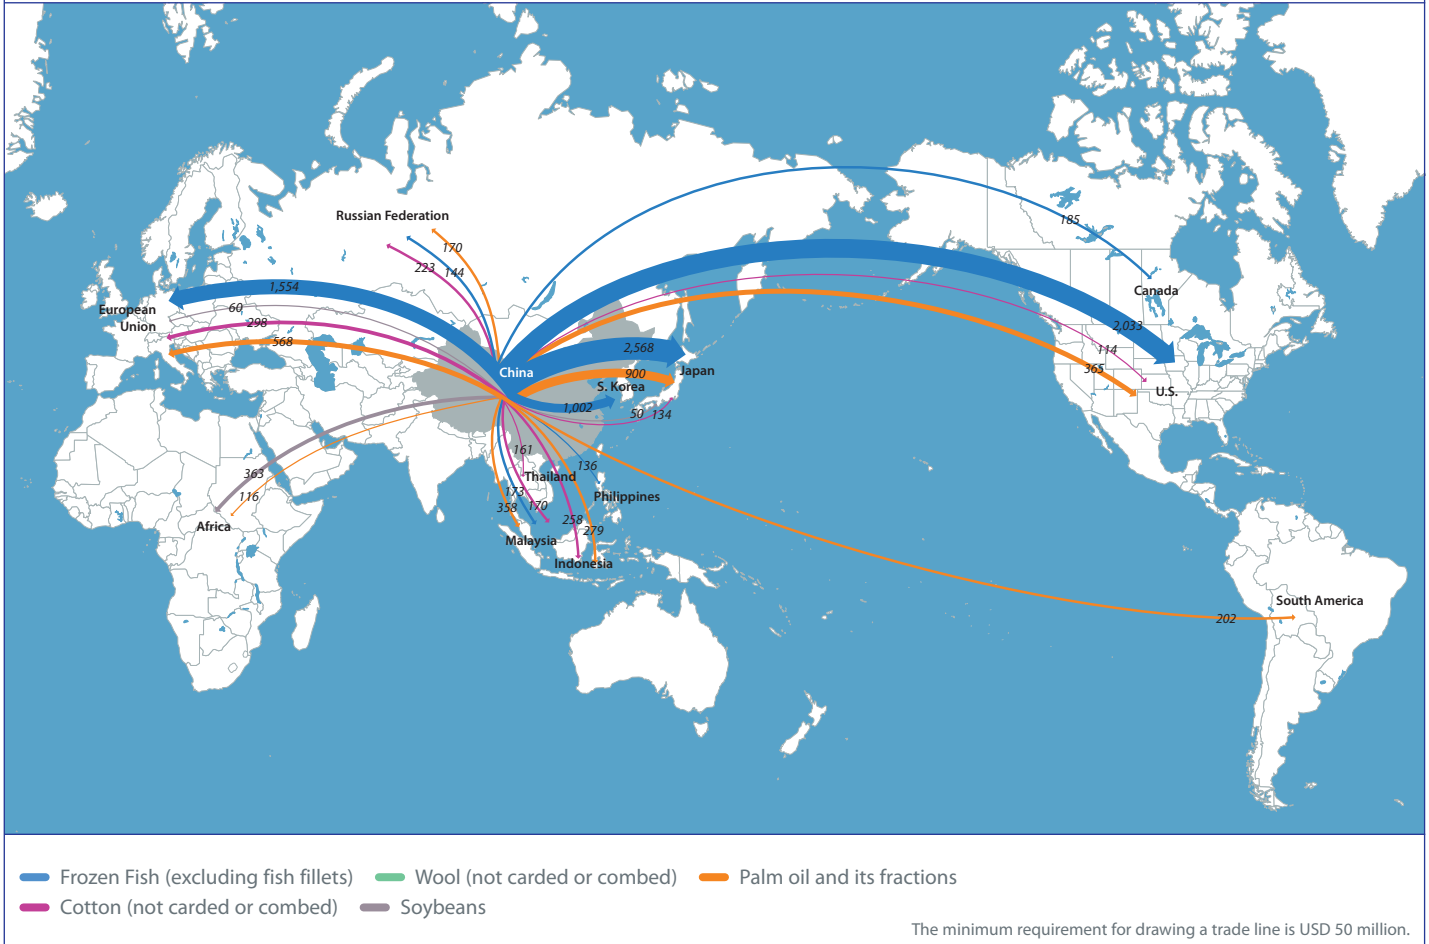 185
Russian Federation
170
223
144
1,554
Canada
60
European
Union
298
2,033
568
2,568
114
365
China
900
Japan
S. Korea
U.S.
1,002
50
134
161
136
363
Thailand
173
Philippines
116
358
170
258
Africa
279
Malaysia
Indonesia
South America
202
Frozen Fish (excluding fish fillets)
Wool (not carded or combed)
Palm oil and its fractions
Cotton (not carded or combed)
Soybeans
The minimum requirement for drawing a trade line is USD 50 million.